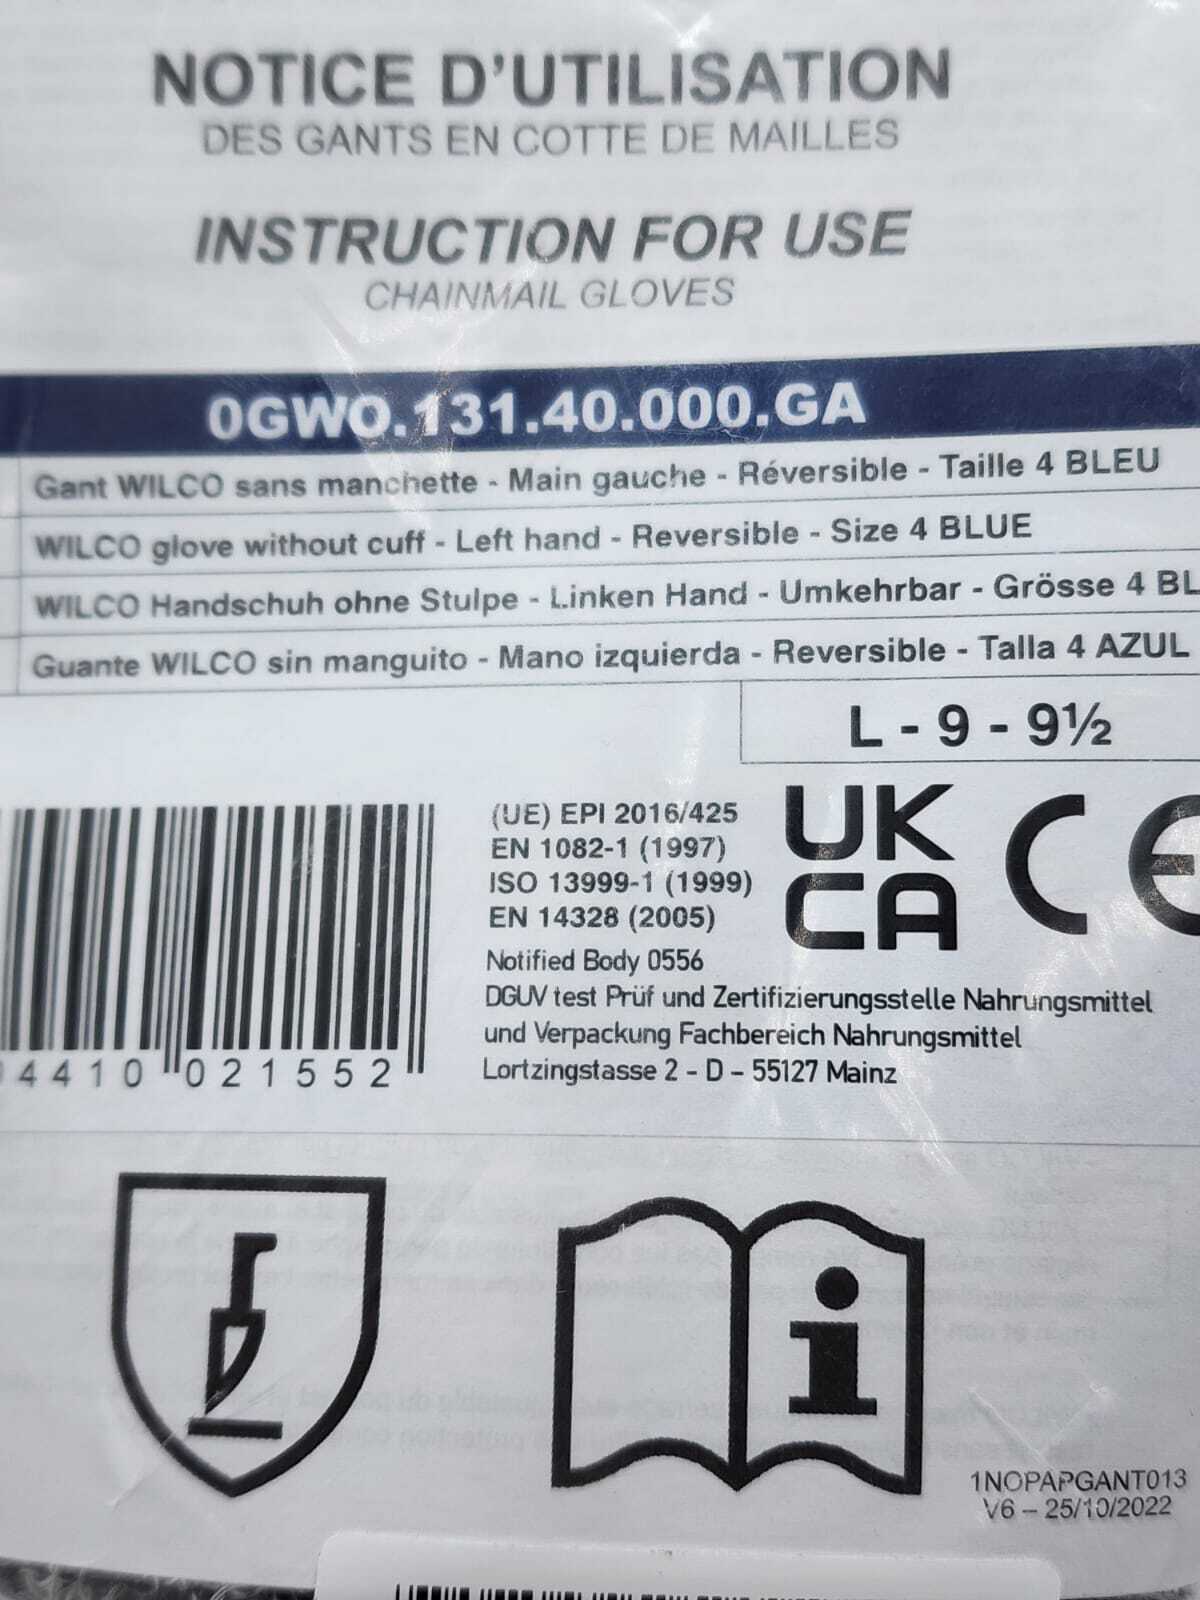 NOTICE D'UTILISATION
DES GANTS EN COTTE DE MAILLES
INSTRUCTION FOR USE
CHAINMAIL GLOVES
0GWO.131.40.000.GA
Gant WILCO sans manchette - Main gauche - Réversible - Taille 4 BLEU
WILCO glove without cuff - Left hand - Reversible - Size 4 BLUE
WILCO Handschuh ohne Stulpe - Linken Hand - Umkehrbar - Grösse 4 BL
Guante WILCO sin manguito - Mano izquierda - Reversible - Talla 4 AZUL
L - 9 - 9½
(UE) EPI 2016/425
EN 1082-1 (1997)
ISO 13999-1 (1999)
EN 14328 (2005)
UK
CA
CE
Notified Body 0556
DGUV test Prüf und Zertifizierungsstelle Nahrungsmittel
und Verpackung Fachbereich Nahrungsmittel
Lortzingstasse 2 - D – 55127 Mainz
4410 021552
i
1NOPAPGANT013
V6 – 25/10/2022